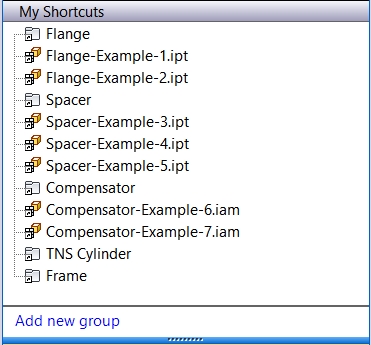 My Shortcuts
Flange
Flange-Example-1.ipt
Flange-Example-2.ipt
Spacer
Spacer-Example-3.ipt
Spacer-Example-4.ipt
Spacer-Example-5.ipt
Compensator
Compensator-Example-6.iam
Compensator-Example-7.iam
TNS Cylinder
Frame
Add new group